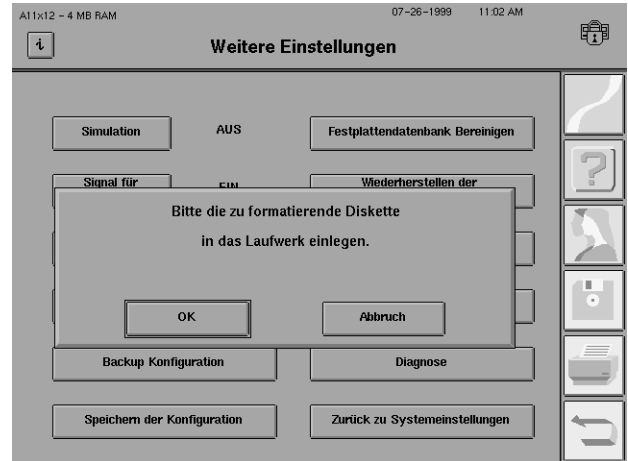 A11x12 - 4 MB RAM
07-26-1999 11:02 AM
i
Weitere Einstellungen
Simulation
AUS
Festplattendatenbank Bereinigen
Signal für
EIN
Wiederherstellen der
Bitte die zu formatierende Diskette
in das Laufwerk einlegen.
OK
Abbruch
Backup Konfiguration
Diagnose
Speichern der Konfiguration
Zurück zu Systemeinstellungen